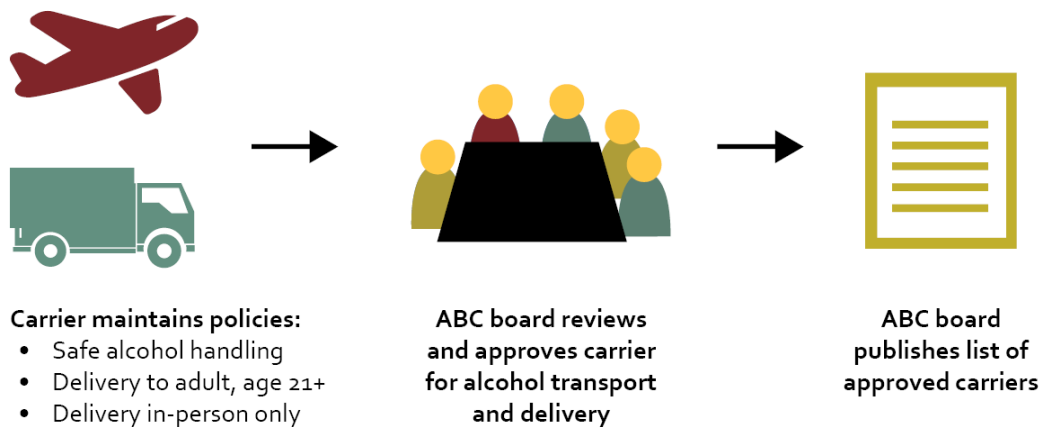 Carrier maintains policies:
• Safe alcohol handling
• Delivery to adult, age 21+
• Delivery in-person only
ABC board reviews
and approves carrier
for alcohol transport
and delivery
ABC board
publishes list of
approved carriers